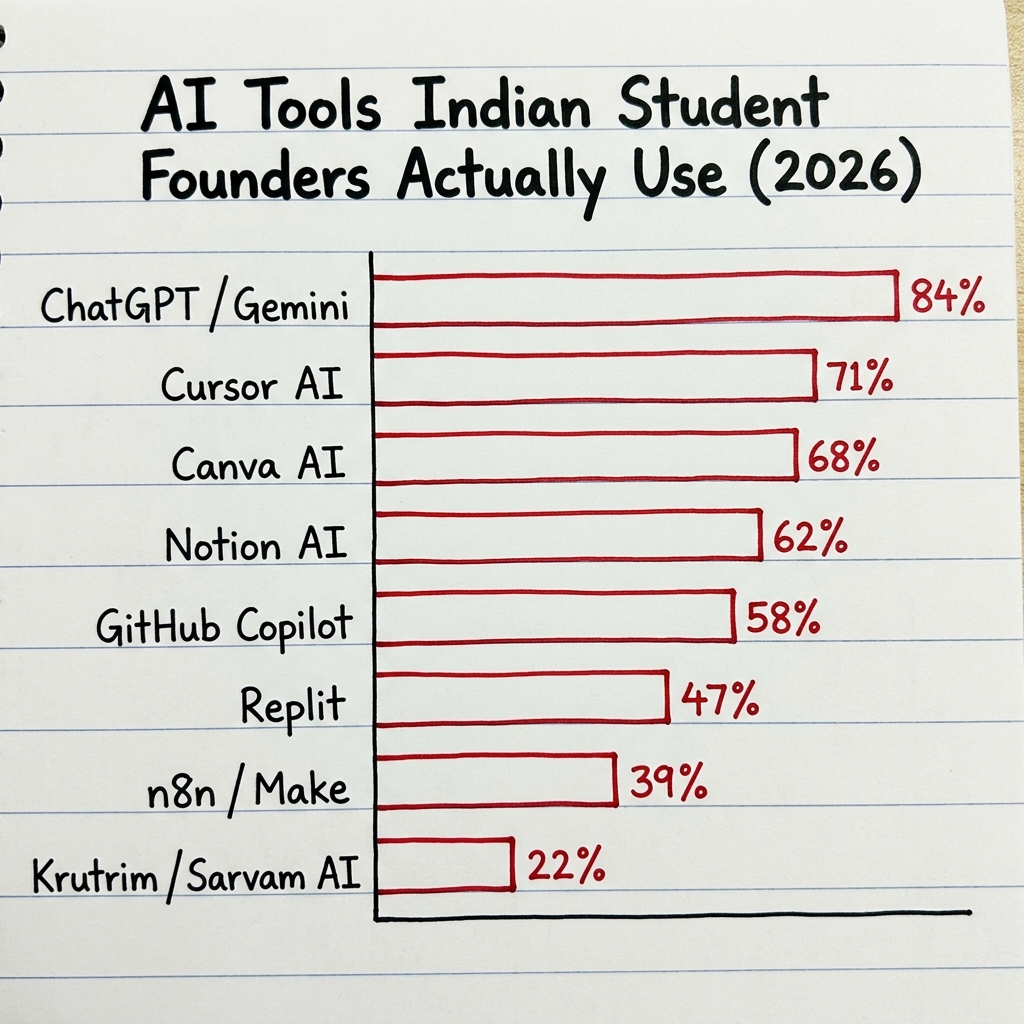 AI Tools Indian Student
Founders Actually Use (2026)
ChatGPT / Gemini 84%
Cursor AI 71%
Canva AI 68%
Notion AI 62%
GitHub Copilot 58%
Replit 47%
n8n / Make 39%
Krutrim / Sarvam AI 22%